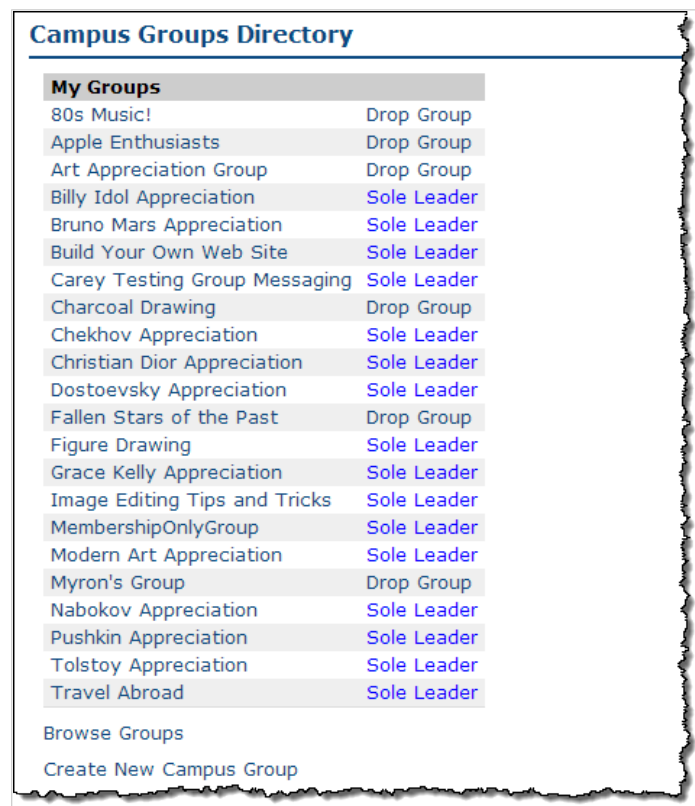 Campus Groups Directory
My Groups
80s Music! Drop Group
Apple Enthusiasts Drop Group
Art Appreciation Group Drop Group
Billy Idol Appreciation Sole Leader
Bruno Mars Appreciation Sole Leader
Build Your Own Web Site Sole Leader
Carey Testing Group Messaging Sole Leader
Charcoal Drawing Drop Group
Chekhov Appreciation Sole Leader
Christian Dior Appreciation Sole Leader
Dostoevsky Appreciation Sole Leader
Fallen Stars of the Past Drop Group
Figure Drawing Sole Leader
Grace Kelly Appreciation Sole Leader
Image Editing Tips and Tricks Sole Leader
MembershipOnlyGroup Sole Leader
Modern Art Appreciation Sole Leader
Myron's Group Drop Group
Nabokov Appreciation Sole Leader
Pushkin Appreciation Sole Leader
Tolstoy Appreciation Sole Leader
Travel Abroad Sole Leader
Browse Groups
Create New Campus Group